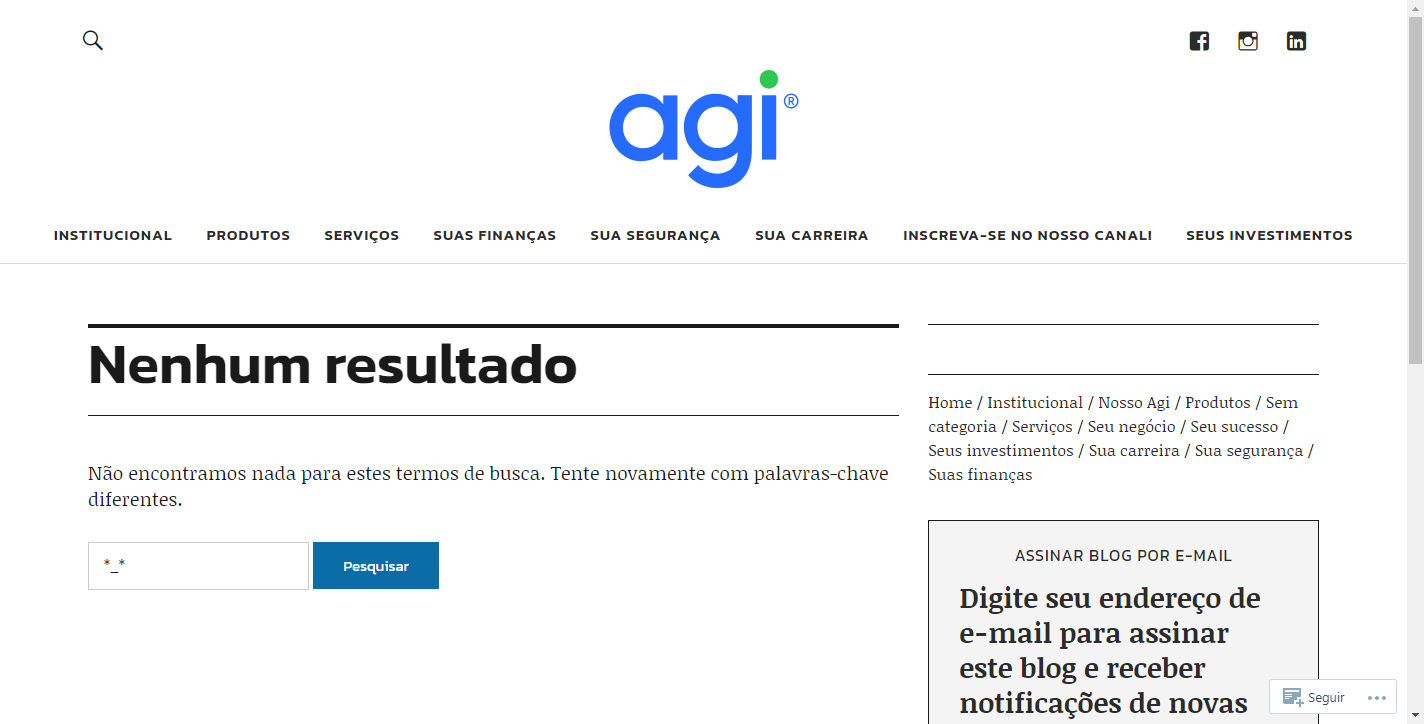 agi®
INSTITUCIONAL PRODUTOS SERVIÇOS SUAS FINANÇAS SUA SEGURANÇA SUA CARREIRA INSCREVA-SE NO NOSSO CANAL! SEUS INVESTIMENTOS
Nenhum resultado
Não encontramos nada para estes termos de busca. Tente novamente com palavras-chave
diferentes.
*_*
Pesquisar
Home / Institucional / Nosso Agi / Produtos / Sem
categoria / Serviços / Seu negócio / Seu sucesso /
Seus investimentos / Sua carreira / Sua segurança /
Suas finanças
ASSINAR BLOG POR E-MAIL
Digite seu endereço de
e-mail para assinar
este blog e receber
notificações de novas
Seguir